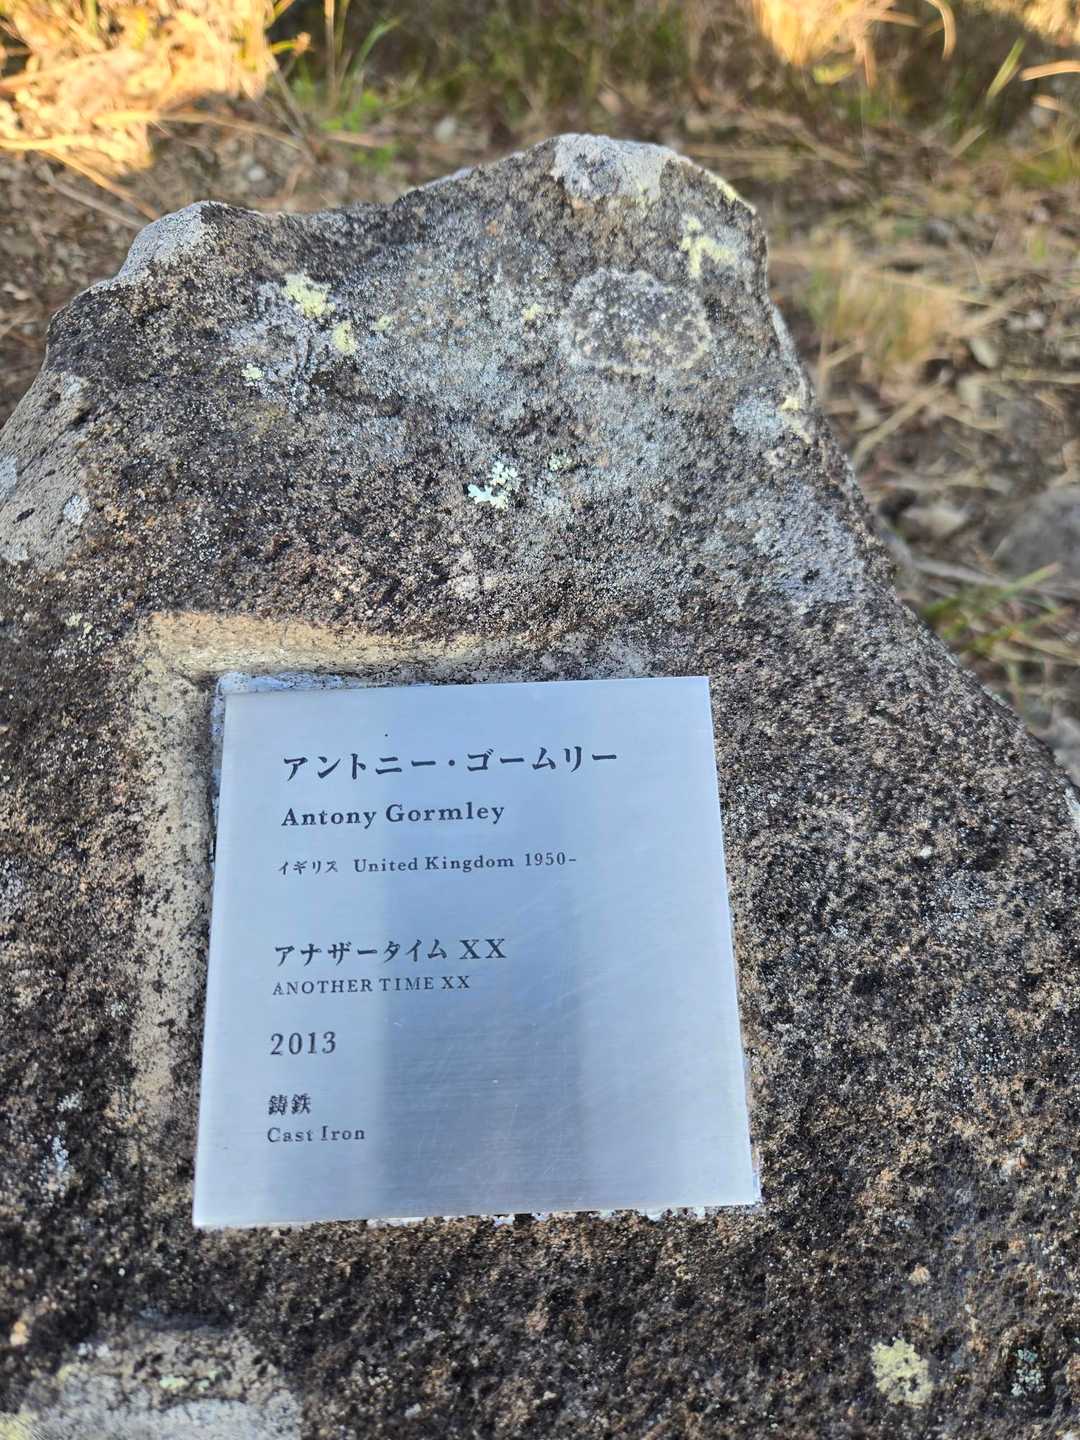 アントニー・ゴームリー
Antony Gormley
イギリス United Kingdom 1950–
アナザータイム XX
ANOTHER TIME XX
2013
鋳鉄
Cast Iron